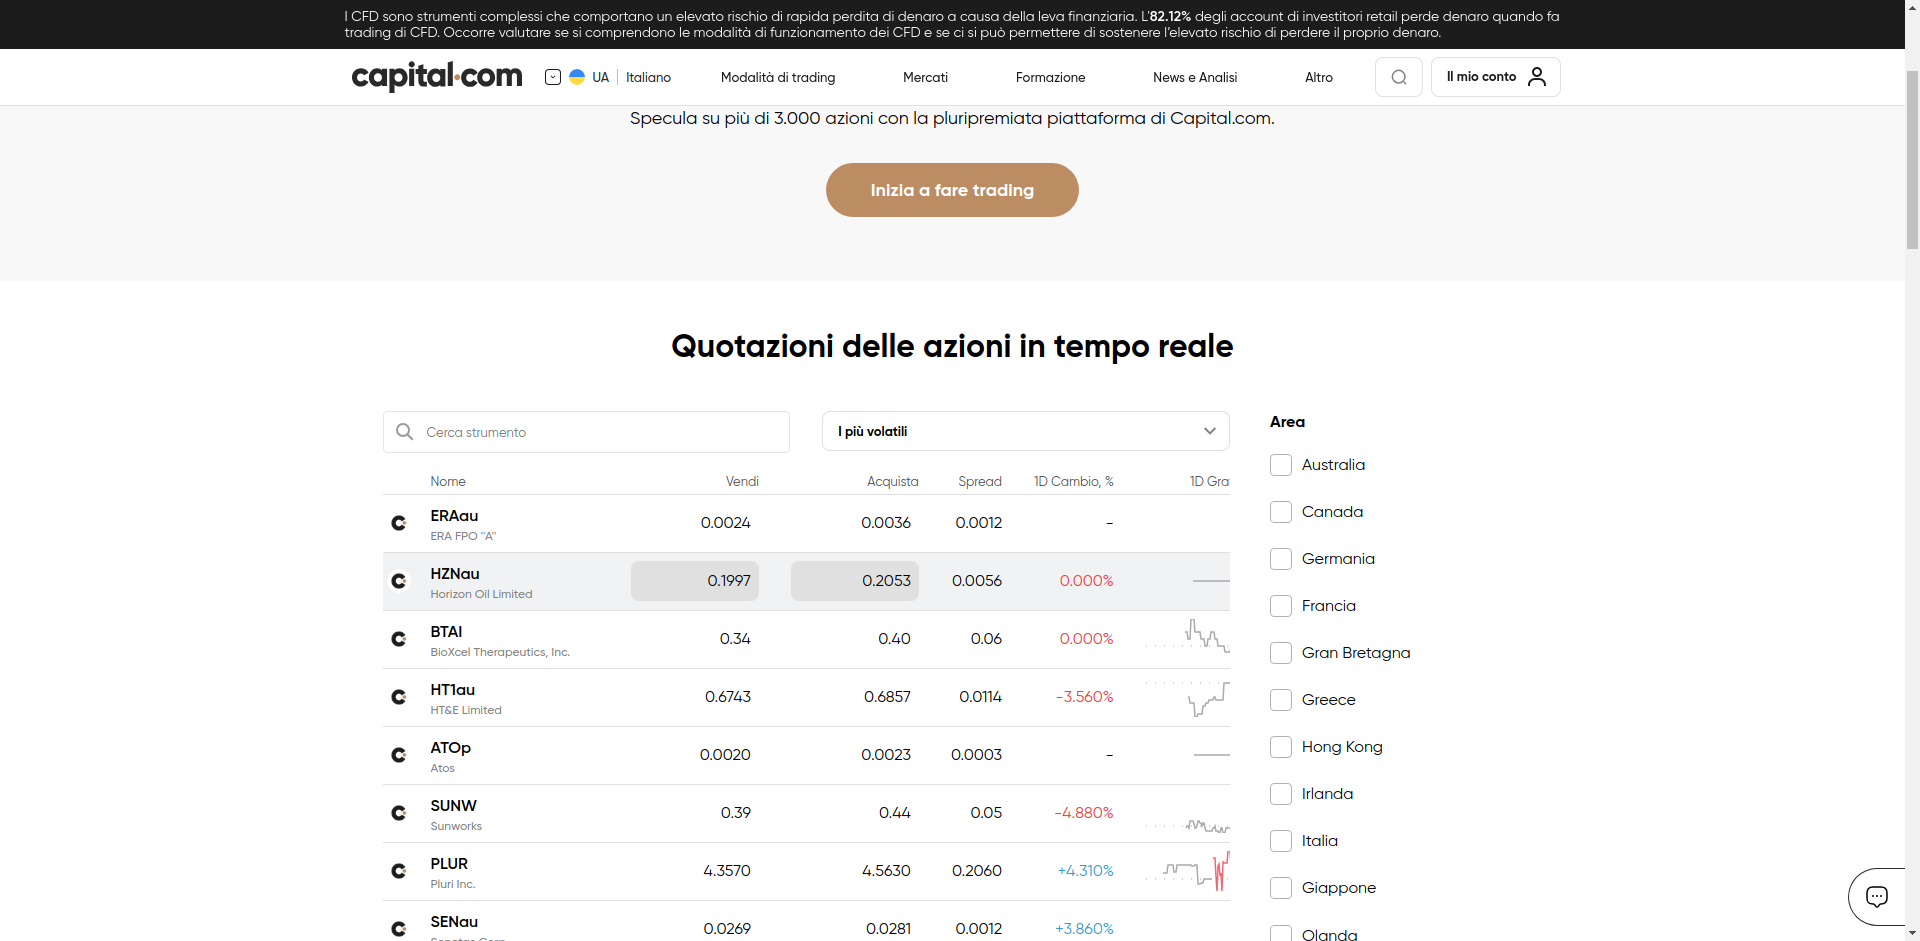 I CFD sono strumenti complessi che comportano un elevato rischio di rapida perdita di denaro a causa della leva finanziaria. L'82.12% degli account di investitori retail perde denaro quando fa
trading di CFD. Occorre valutare se si comprendono le modalità di funzionamento dei CFD e se ci si può permettere di sostenere l'elevato rischio di perdere il proprio denaro.
capital.com UA Italiano Modalità di trading Mercati Formazione News e Analisi Altro Il mio conto
Specula su più di 3.000 azioni con la pluripremiata piattaforma di Capital.com.
Inizia a fare trading
Quotazioni delle azioni in tempo reale
Cerca strumento
I più volatili
Nome Vendi Acquista Spread 1D Cambio, % 1D Gra
ERAau 0.0024 0.0036 0.0012 -
ERA FPO "A"
HZNau 0.1997 0.2053 0.0056 0.000%
Horizon Oil Limited
BTAI 0.34 0.40 0.06 0.000%
BioXcel Therapeutics, Inc.
HT1au 0.6743 0.6857 0.0114 -3.560%
HT&E Limited
ATOp 0.0020 0.0023 0.0003 -
Atos
SUNW 0.39 0.44 0.05 -4.880%
Sunworks
PLUR 4.3570 4.5630 0.2060 +4.310%
Pluri Inc.
SENau 0.0269 0.0281 0.0012 +3.860%
Area
Australia
Canada
Germania
Francia
Gran Bretagna
Greece
Hong Kong
Irlanda
Italia
Giappone
Olanda